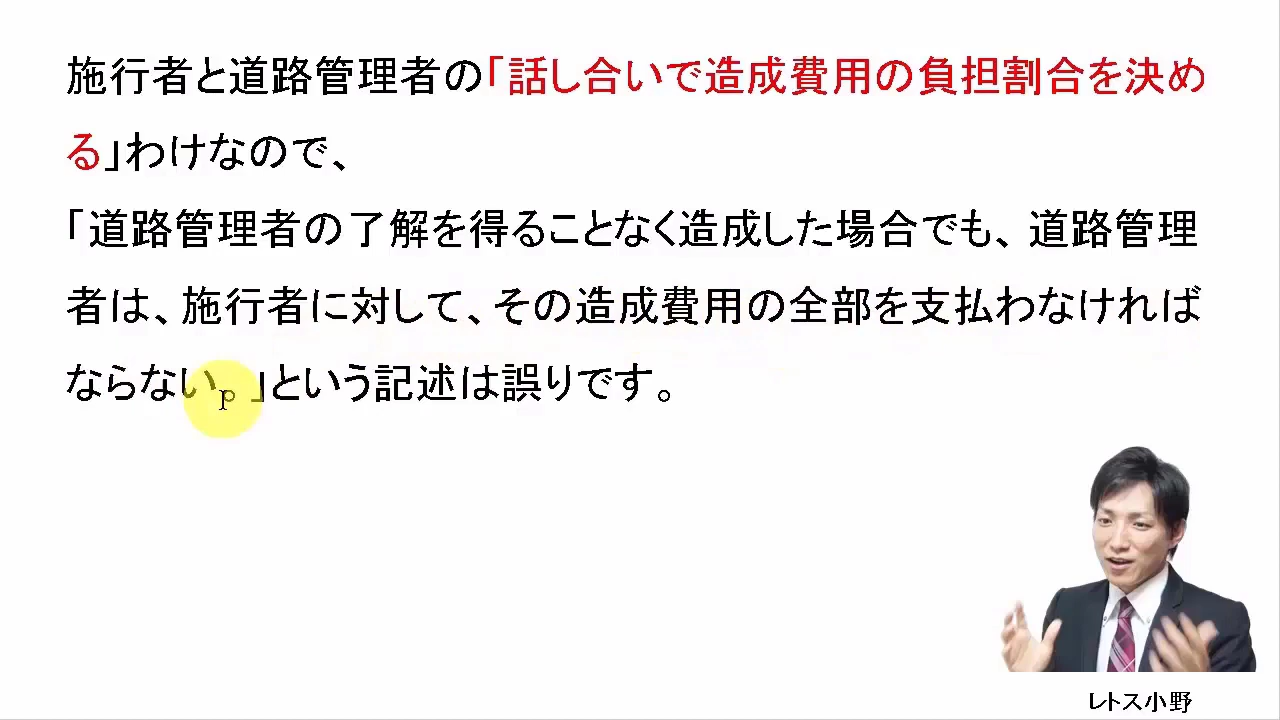 施行者と道路管理者の「話し合いで造成費用の負担割合を決め
る」わけなので、
「道路管理者の了解を得ることなく造成した場合でも、道路管理
者は、施行者に対して、その造成費用の全部を支払わなければ
ならない。」という記述は誤りです。
レトス小野